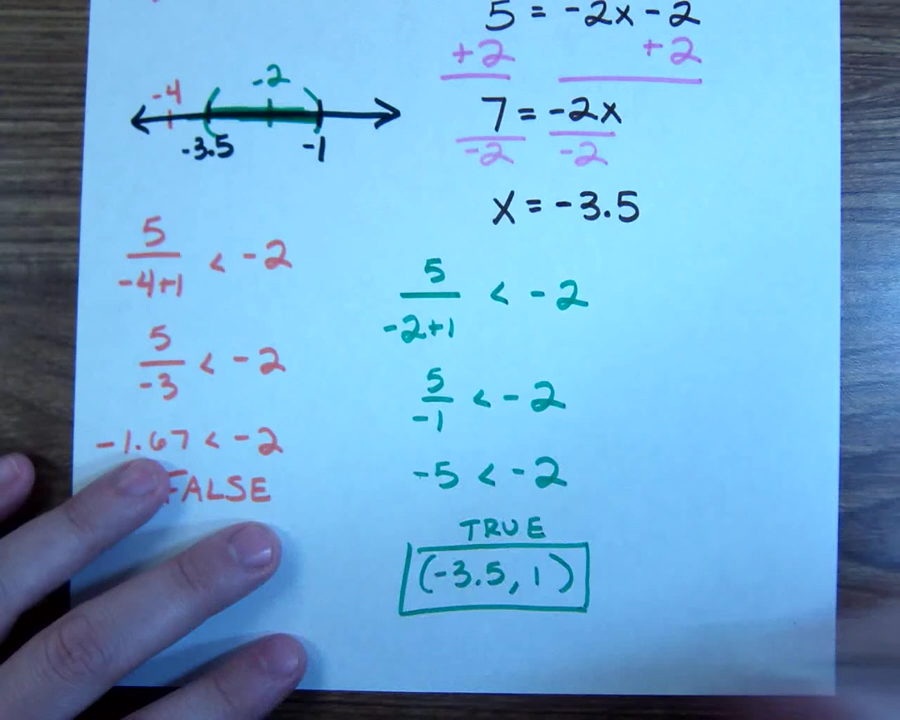 5 = -2x - 2
+2 +2
7 = -2x
-2 -2
x = -3.5
-4 -2
-3.5 -1
5
-4+1 < -2
5
-3 < -2
-1.67 < -2
FALSE
5
-2+1 < -2
5
-1 < -2
-5 < -2
TRUE
(-3.5, 1)